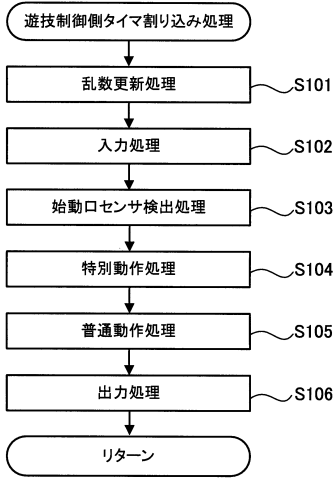 遊技制御側タイマ割り込み処理
乱数更新処理
S101
入力処理
S102
始動口センサ検出処理
S103
特別動作処理
S104
普通動作処理
S105
出力処理
S106
リターン